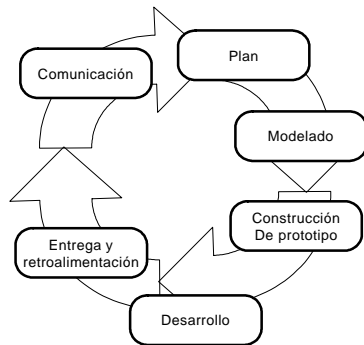 Comunicación
Plan
Modelado
Construcción
De prototipo
Desarrollo
Entrega y
retroalimentación